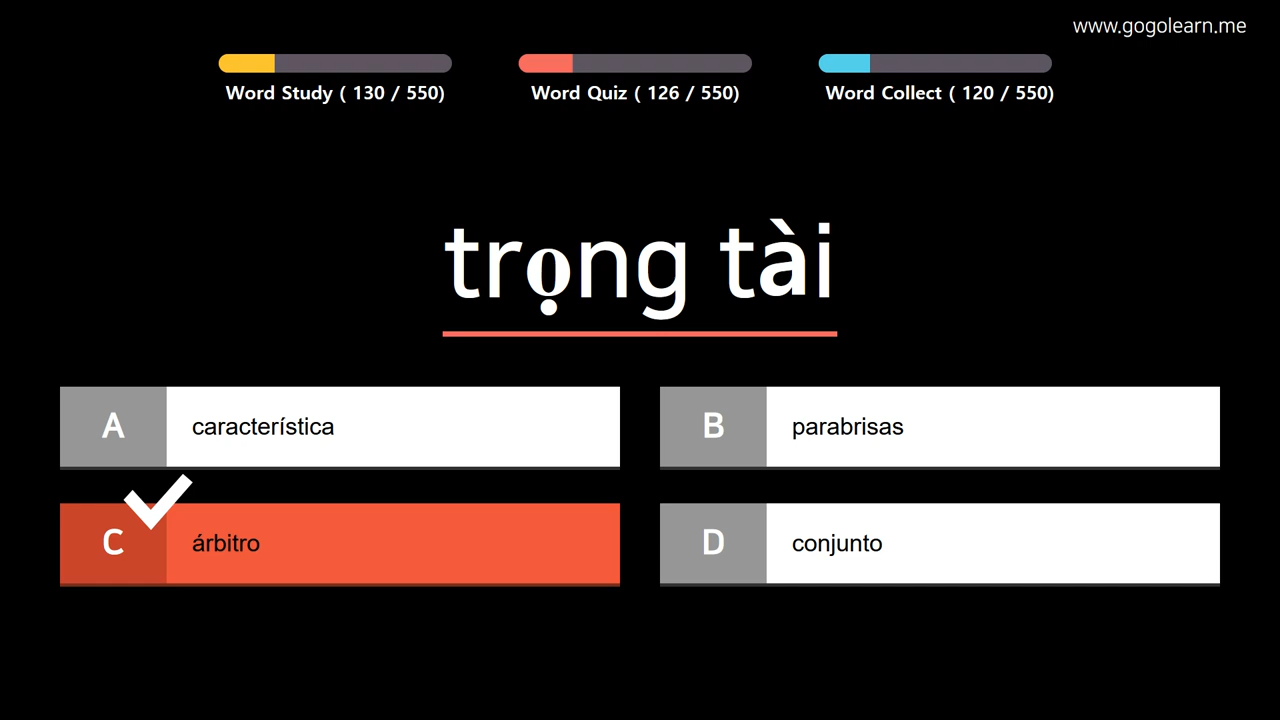 www.gogolearn.me
Word Study ( 130 / 550)
Word Quiz ( 126 / 550)
Word Collect ( 120 / 550)
trọng tài
A
característica
B
parabrisas
C
árbitro
D
conjunto